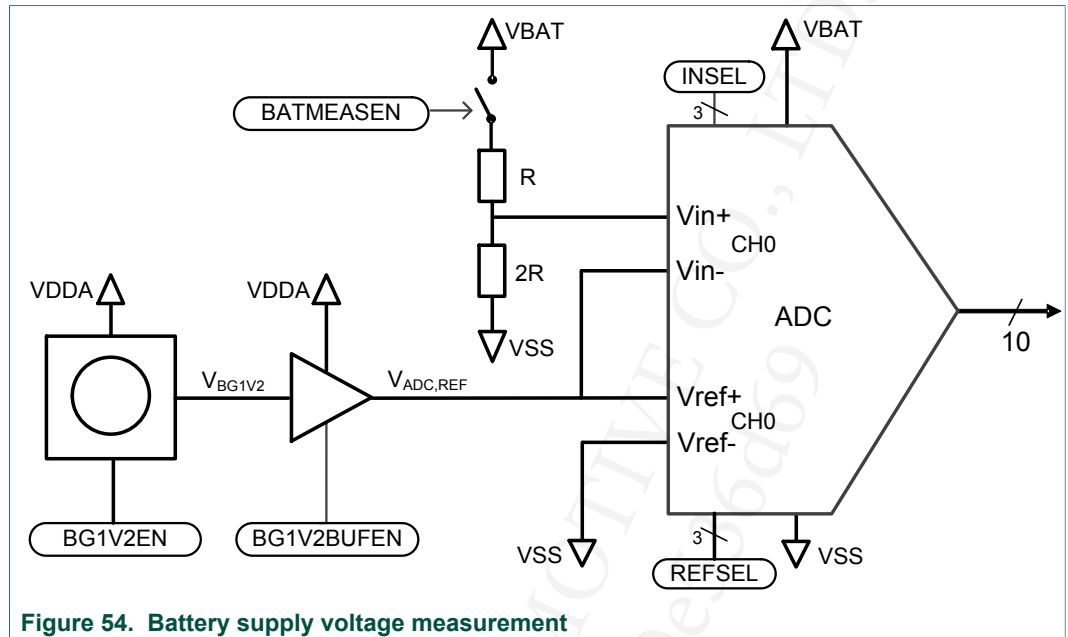 VBAT
VBAT
INSEL
BATMEASEN
3
R
Vin+
CH0
Vin-
2R
VDDA
VDDA
ADC
VSS
10
VBG1V2
VADC,REF
Vref+
CH0
Vref-
BG1V2EN
BG1V2BUFEN
VSS
3
VSS
REFSEL
Figure 54. Battery supply voltage measurement